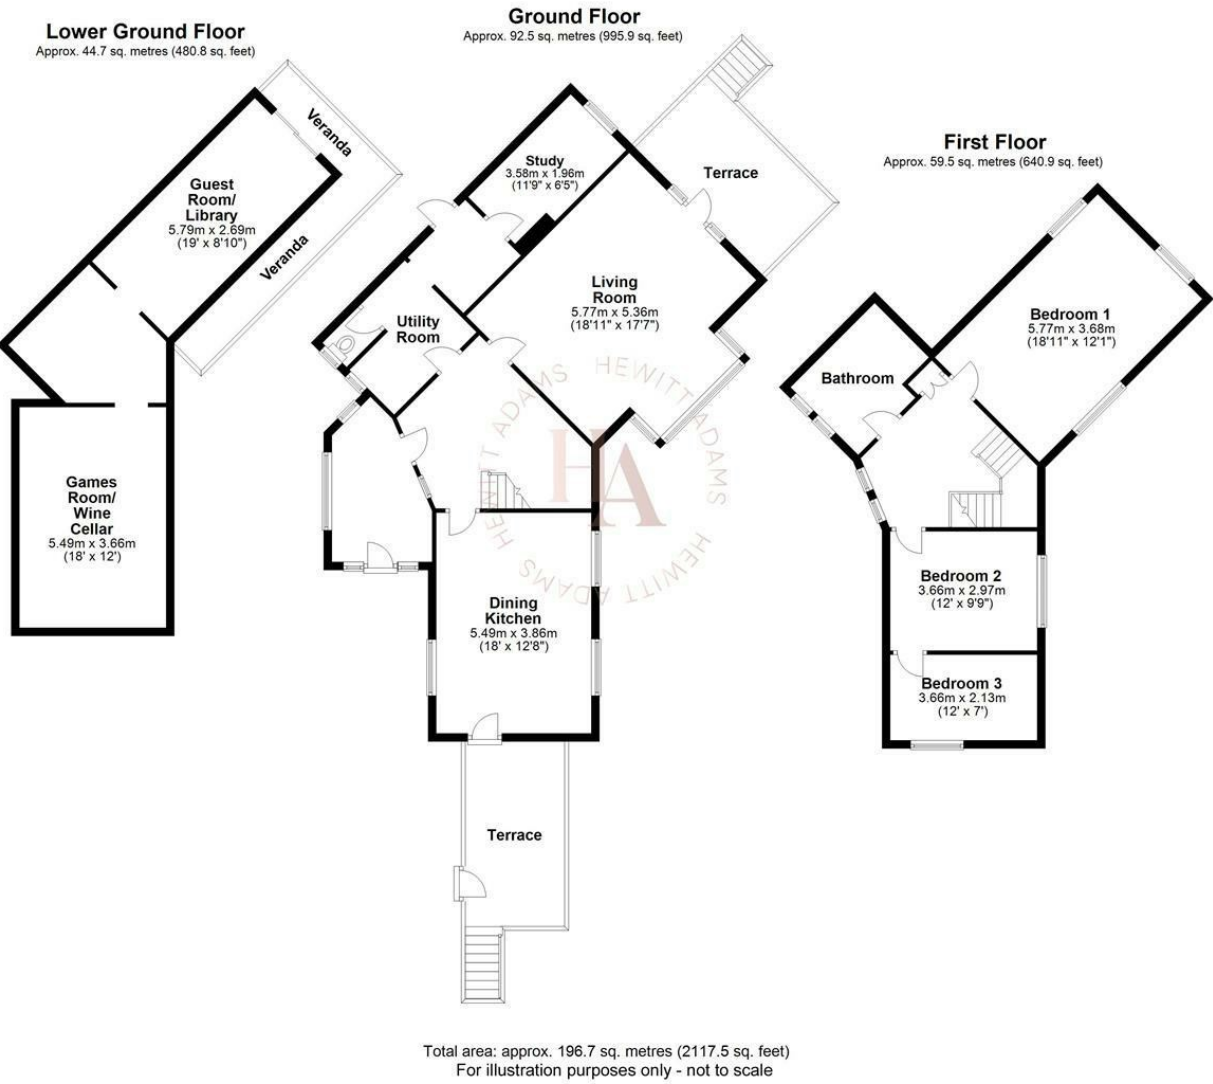 Lower Ground Floor
Approx. 44.7 sq. metres (480.8 sq. feet)
Ground Floor
Approx. 92.5 sq. metres (995.9 sq. feet)
First Floor
Approx. 59.5 sq. metres (640.9 sq. feet)
Veranda
Guest
Room/
Library
5.79m x 2.69m
(19' x 8'10")
Veranda
Games
Room/
Wine
Cellar
5.49m x 3.66m
(18' x 12')
Study
3.58m x 1.96m
(11'9" x 6'5")
Terrace
Living
Room
5.77m x 5.36m
(18'11" x 17'7")
Utility
Room
Dining
Kitchen
5.49m x 3.86m
(18' x 12'8")
Terrace
HEWITT ADAMS
HEWITT ADAMS
HEWITT ADAMS
HA
Bedroom 1
5.77m x 3.68m
(18'11" x 12'1")
Bathroom
Bedroom 2
3.66m x 2.97m
(12' x 9'9")
Bedroom 3
3.66m x 2.13m
(12' x 7')
Total area: approx. 196.7 sq. metres (2117.5 sq. feet)
For illustration purposes only - not to scale